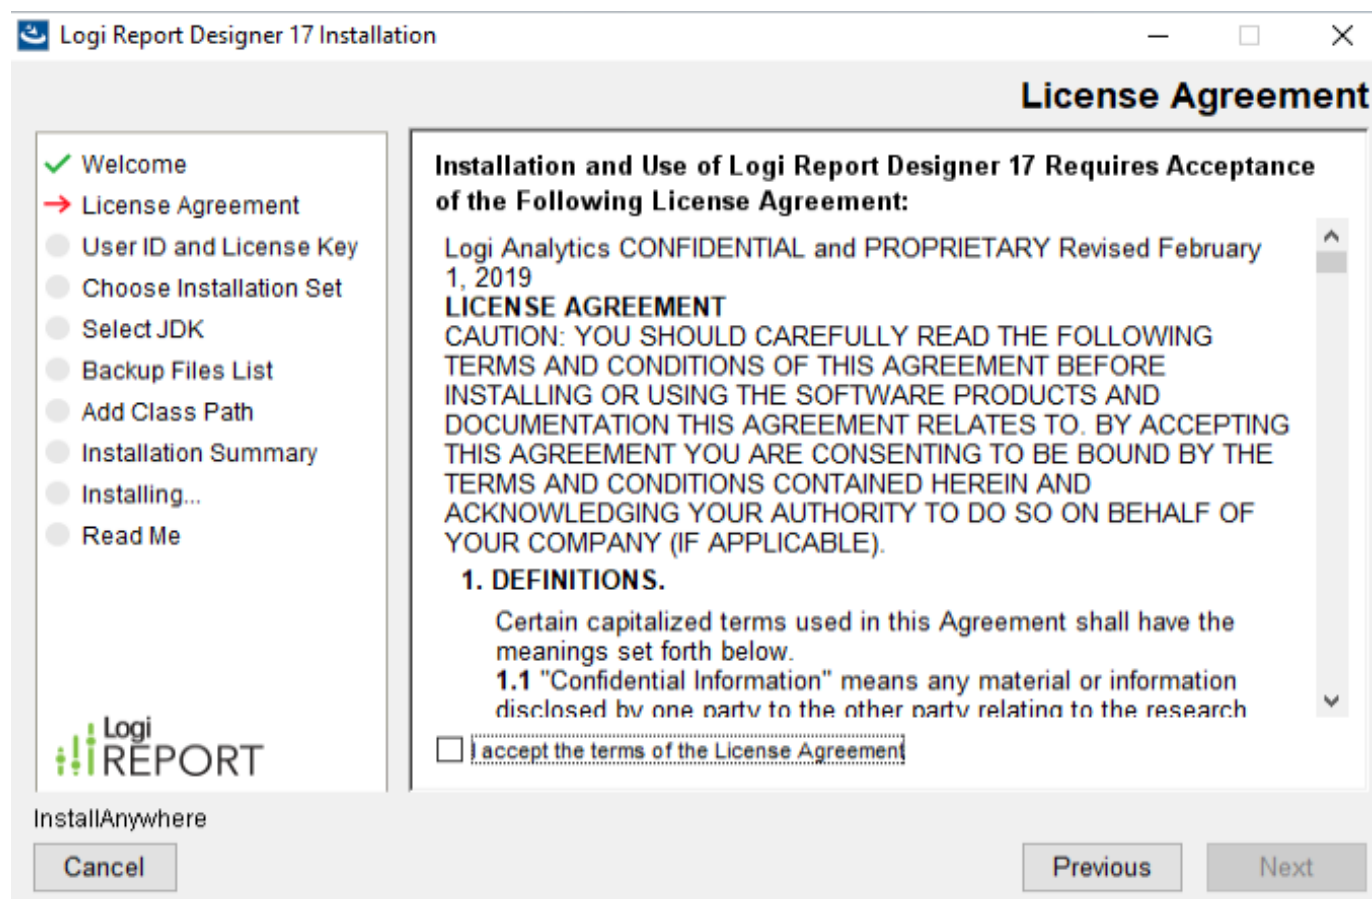 Logi Report Designer 17 Installation
License Agreement
Welcome
License Agreement
User ID and License Key
Choose Installation Set
Select JDK
Backup Files List
Add Class Path
Installation Summary
Installing...
Read Me
Logi
REPORT
Installation and Use of Logi Report Designer 17 Requires Acceptance
of the Following License Agreement:
Logi Analytics CONFIDENTIAL and PROPRIETARY Revised February
1, 2019
LICENSE AGREEMENT
CAUTION: YOU SHOULD CAREFULLY READ THE FOLLOWING
TERMS AND CONDITIONS OF THIS AGREEMENT BEFORE
INSTALLING OR USING THE SOFTWARE PRODUCTS AND
DOCUMENTATION THIS AGREEMENT RELATES TO. BY ACCEPTING
THIS AGREEMENT YOU ARE CONSENTING TO BE BOUND BY THE
TERMS AND CONDITIONS CONTAINED HEREIN AND
ACKNOWLEDGING YOUR AUTHORITY TO DO SO ON BEHALF OF
YOUR COMPANY (IF APPLICABLE).
1. DEFINITIONS.
Certain capitalized terms used in this Agreement shall have the
meanings set forth below.
1.1 "Confidential Information" means any material or information
disclosed by one party to the other party relating to the research
I accept the terms of the License Agreement
InstallAnywhere
Cancel
Previous
Next